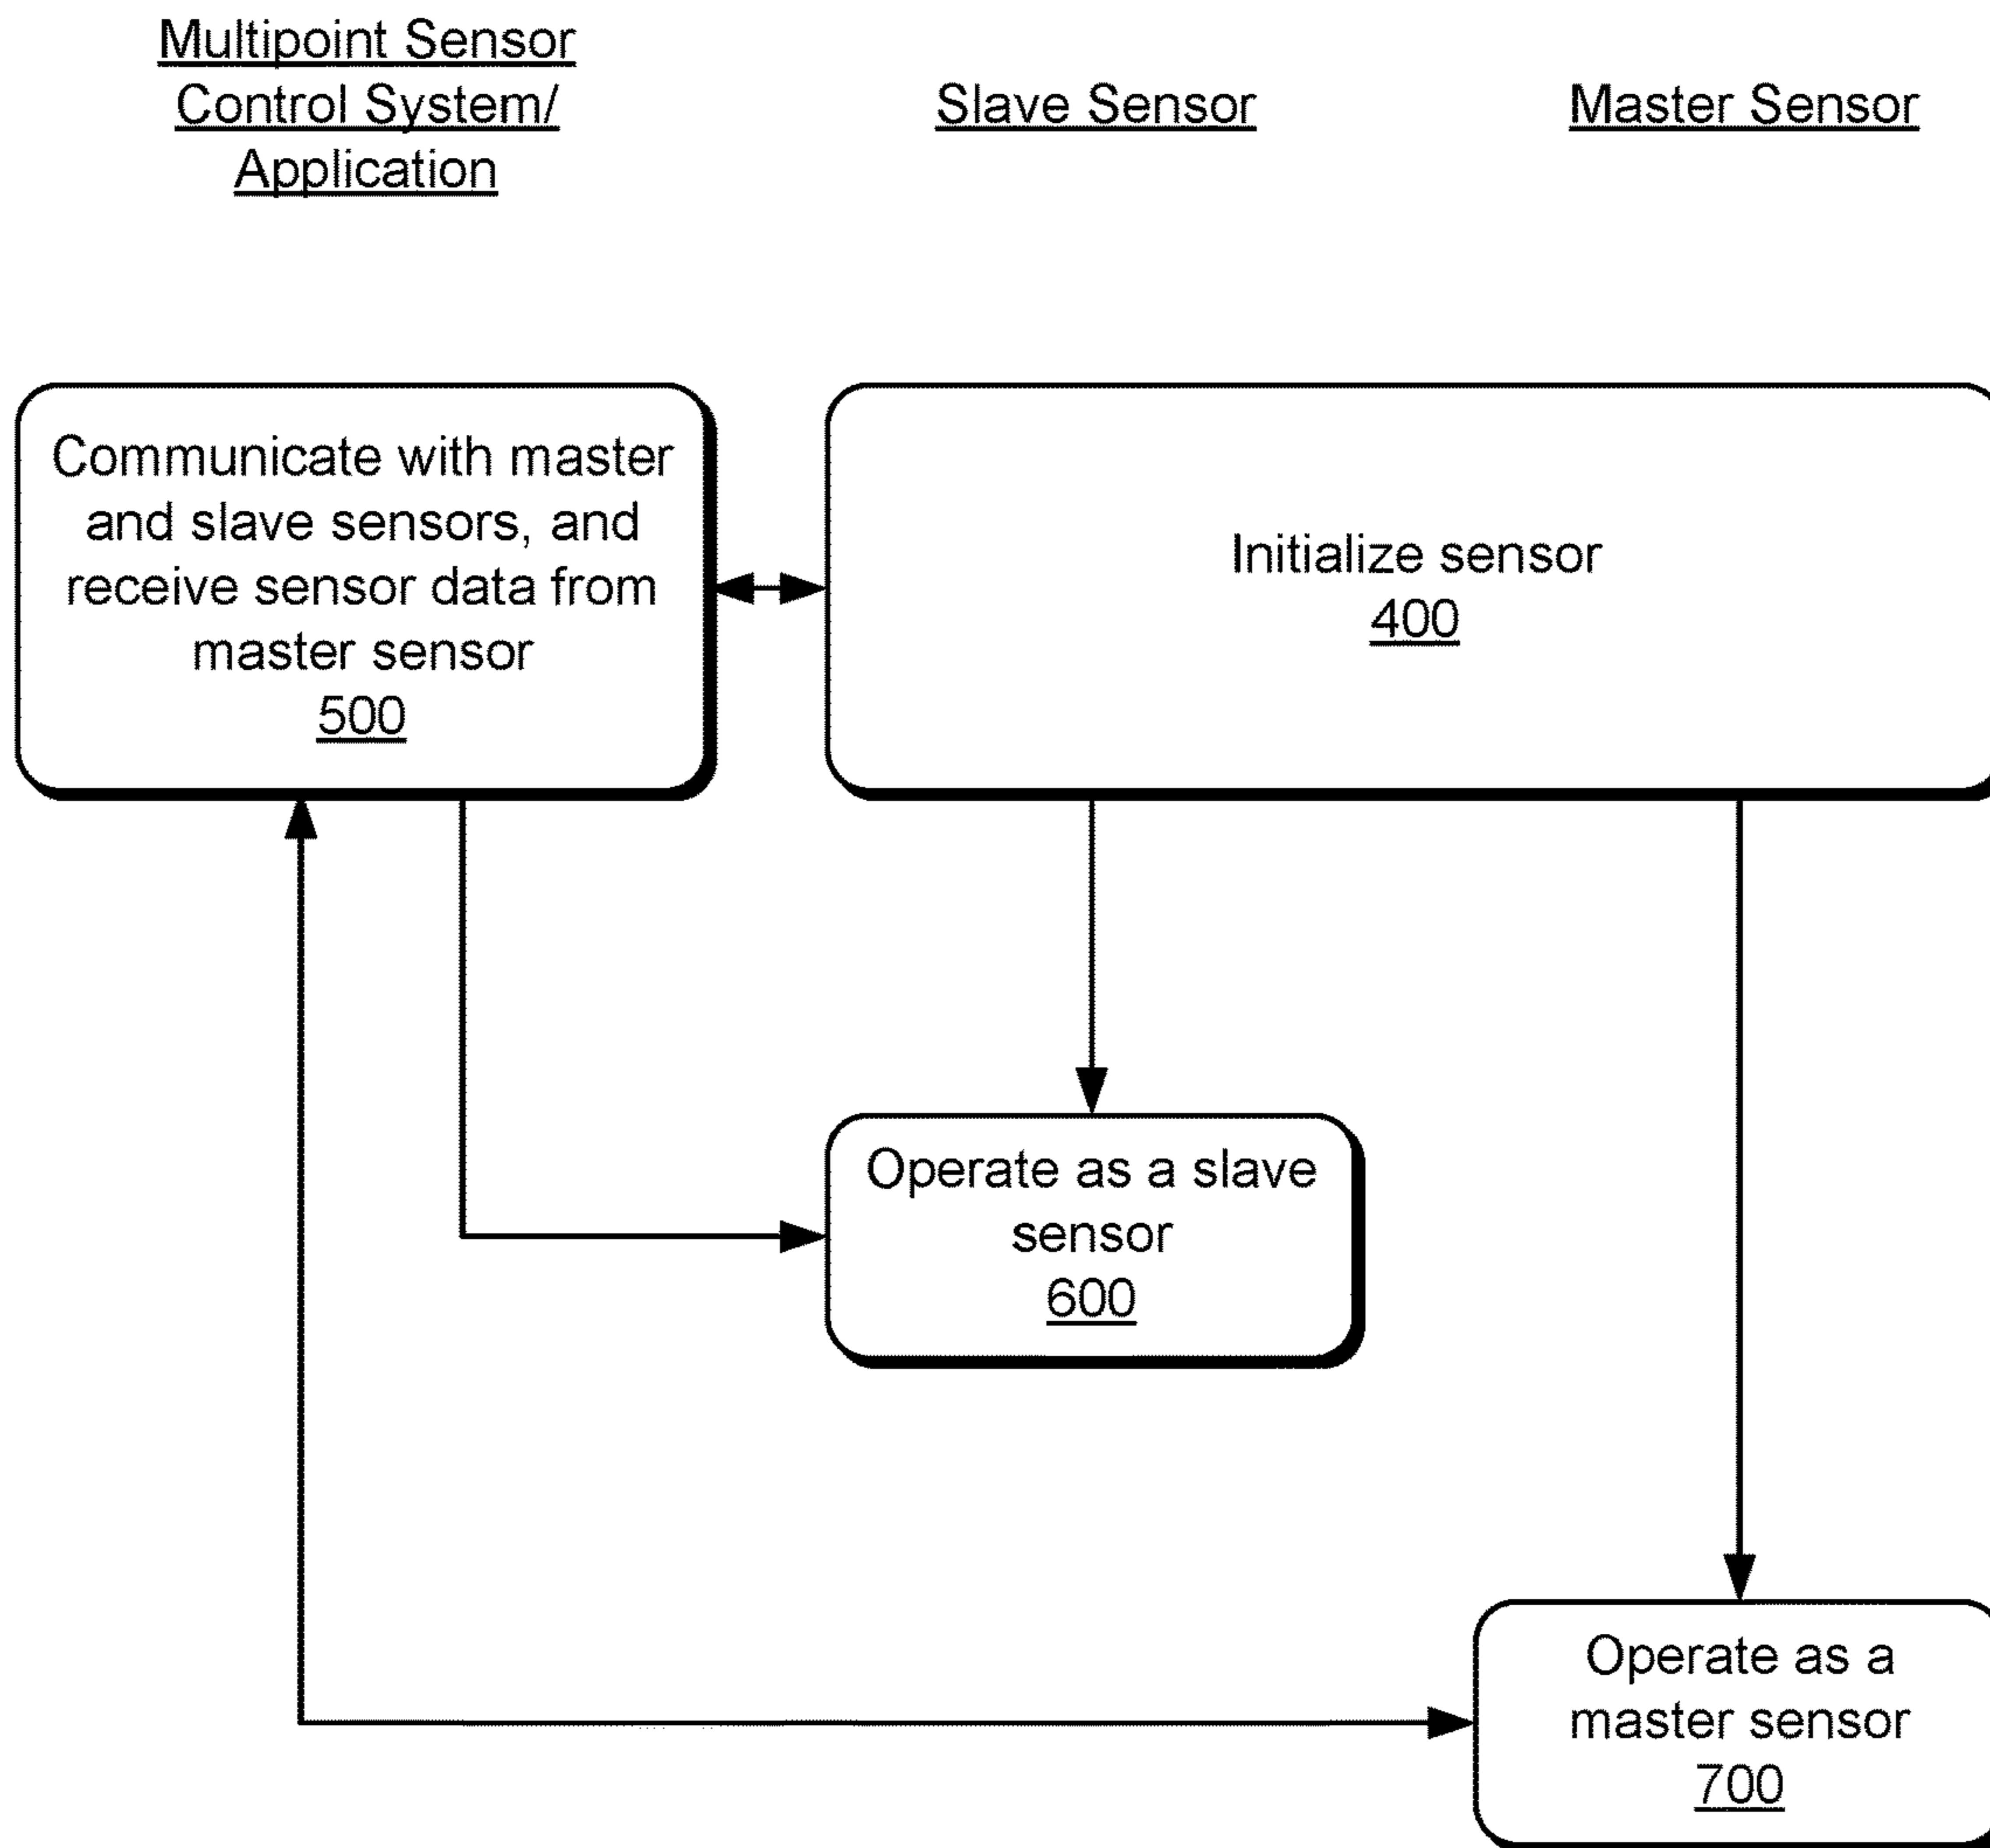 Multipoint Sensor
Control System/
Application
Slave Sensor
Master Sensor
Communicate with master
and slave sensors, and
receive sensor data from
master sensor
500
Initialize sensor
400
Operate as a slave
sensor
600
Operate as a
master sensor
700